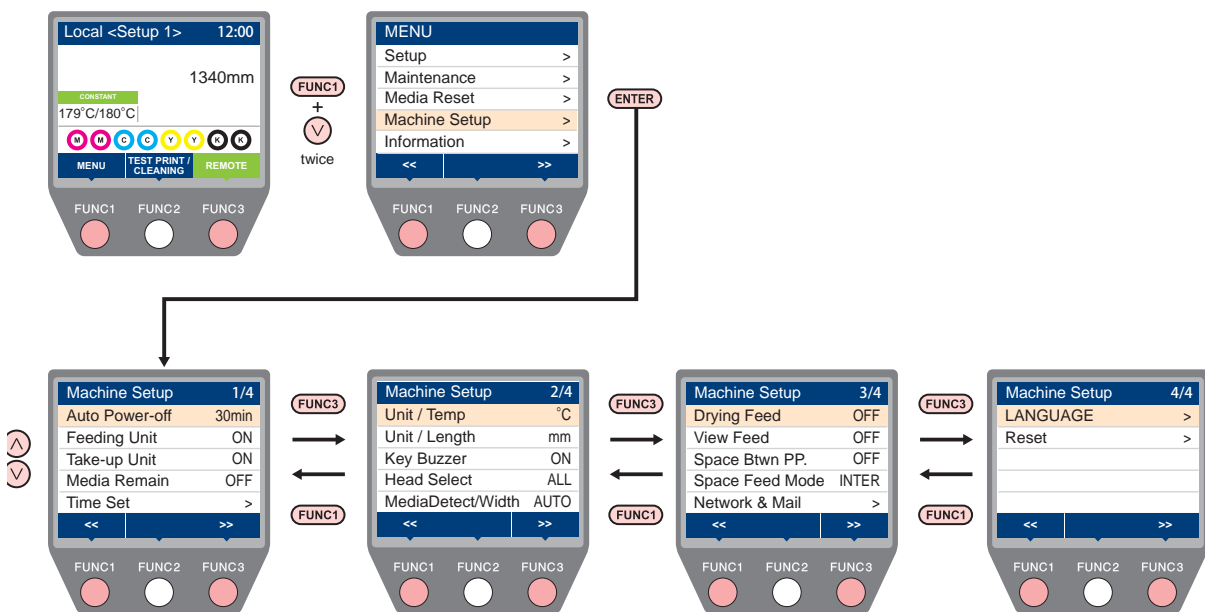 Local <Setup 1> 12:00
1340mm
CONSTANT
179˚C/180˚C
M M C C Y Y K K
MENU TEST PRINT / CLEANING REMOTE
FUNC1 FUNC2 FUNC3
FUNC1
+
twice
MENU
Setup >
Maintenance >
Media Reset >
Machine Setup >
Information >
<< >>
FUNC1 FUNC2 FUNC3
ENTER
Machine Setup 1/4
Auto Power-off 30min
Feeding Unit ON
Take-up Unit ON
Media Remain OFF
Time Set >
<< >>
FUNC1 FUNC2 FUNC3
FUNC3
FUNC1
Machine Setup 2/4
Unit / Temp ˚C
Unit / Length mm
Key Buzzer ON
Head Select ALL
MediaDetect/Width AUTO
<< >>
FUNC1 FUNC2 FUNC3
FUNC3
FUNC1
Machine Setup 3/4
Drying Feed OFF
View Feed OFF
Space Btwn PP. OFF
Space Feed Mode INTER
Network & Mail >
<< >>
FUNC1 FUNC2 FUNC3
FUNC3
FUNC1
Machine Setup 4/4
LANGUAGE >
Reset >
<< >>
FUNC1 FUNC2 FUNC3